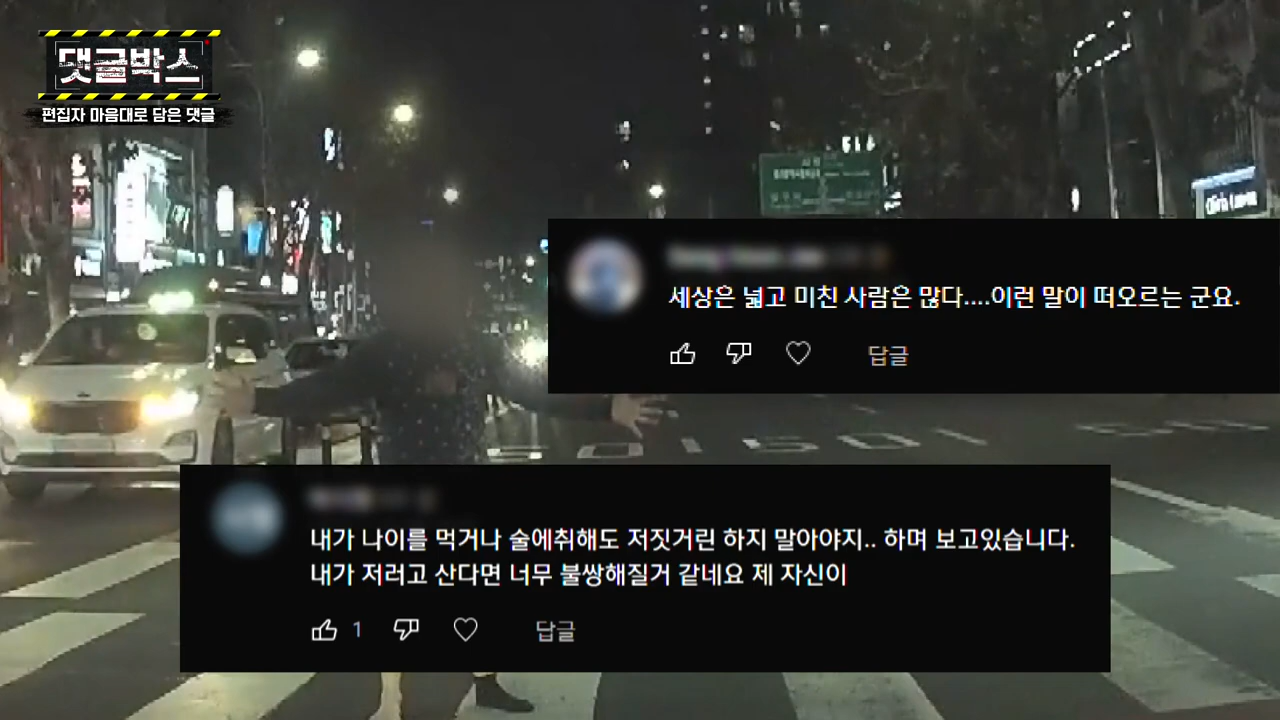 댓글박스
편집자 마음대로 담은 댓글
세상은 넓고 미친 사람은 많다....이런 말이 떠오르는 군요.
답글
내가 나이를 먹거나 술에취해도 저짓거린 하지 말아야지.. 하며 보고있습니다.
내가 저러고 산다면 너무 불쌍해질거 같네요 제 자신이
1
답글